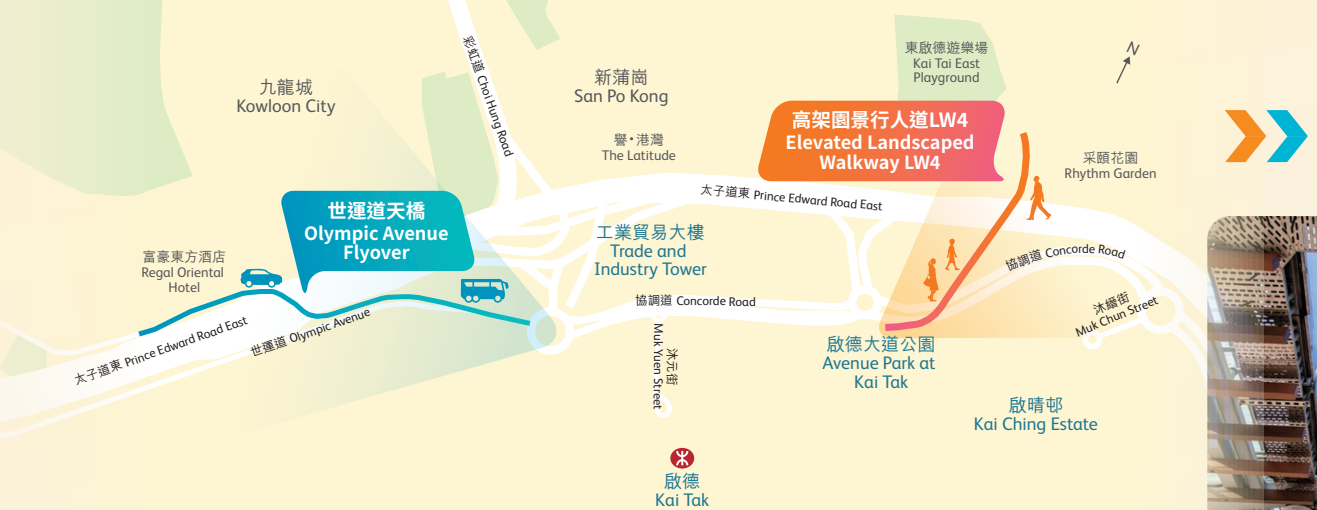 九龍城
Kowloon City
彩虹道 Choi Hung Road
新蒲崗
San Po Kong
東啟德遊樂場
Kai Tai East
Playground
N
譽·港灣
The Latitude
高架園景行人道LW4
Elevated Landscaped
Walkway LW4
采頤花園
Rhythm Garden
太子道東 Prince Edward Road East
世運道天橋
Olympic Avenue
Flyover
富豪東方酒店
Regal Oriental
Hotel
工業貿易大樓
Trade and
Industry Tower
協調道 Concorde Road
協調道 Concorde Road
沐縉街
Muk Chun Street
太子道東 Prince Edward Road East
世運道 Olympic Avenue
沐元街
Muk Yuen Street
啟德大道公園
Avenue Park at
Kai Tak
啟晴邨
Kai Ching Estate
啟德
Kai Tak